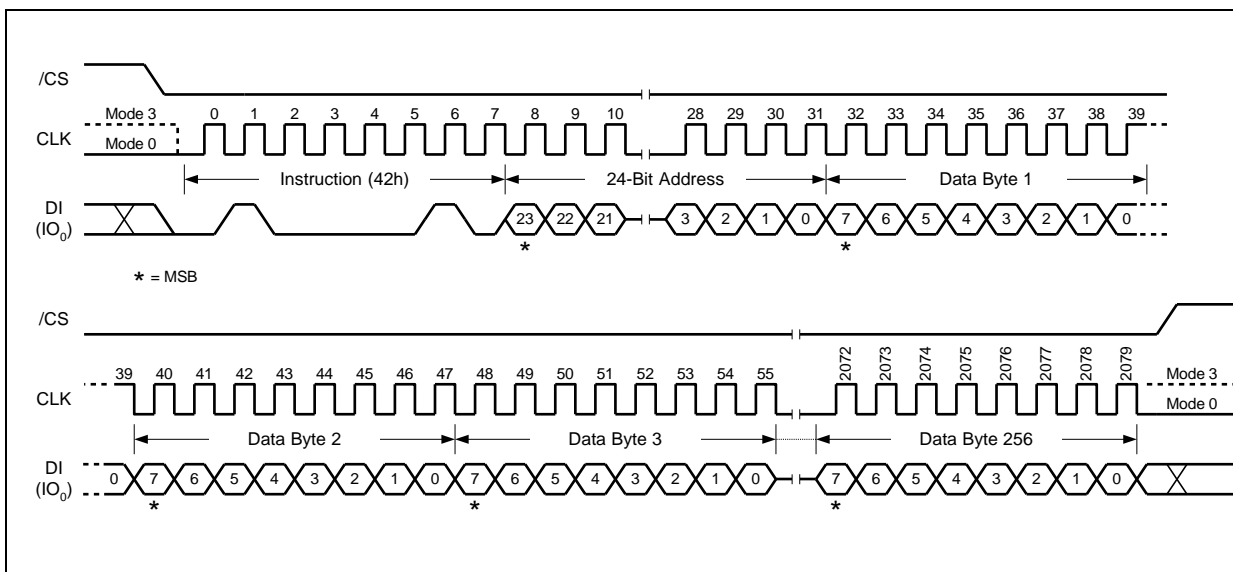 /CS
Mode 3 0 1 2 3 4 5 6 7 8 9 10 28 29 30 31 32 33 34 35 36 37 38 39
CLK
Mode 0
Instruction (42h) 24-Bit Address Data Byte 1
DI
(IO0) 23 22 21 3 2 1 0 7 6 5 4 3 2 1 0
* *
* = MSB
/CS
39 40 41 42 43 44 45 46 47 48 49 50 51 52 53 54 55 2072 2073 2074 2075 2076 2077 2078 2079 Mode 3
CLK
Mode 0
Data Byte 2 Data Byte 3 Data Byte 256
DI
(IO0) 0 7 6 5 4 3 2 1 0 7 6 5 4 3 2 1 0 7 6 5 4 3 2 1 0
* * *